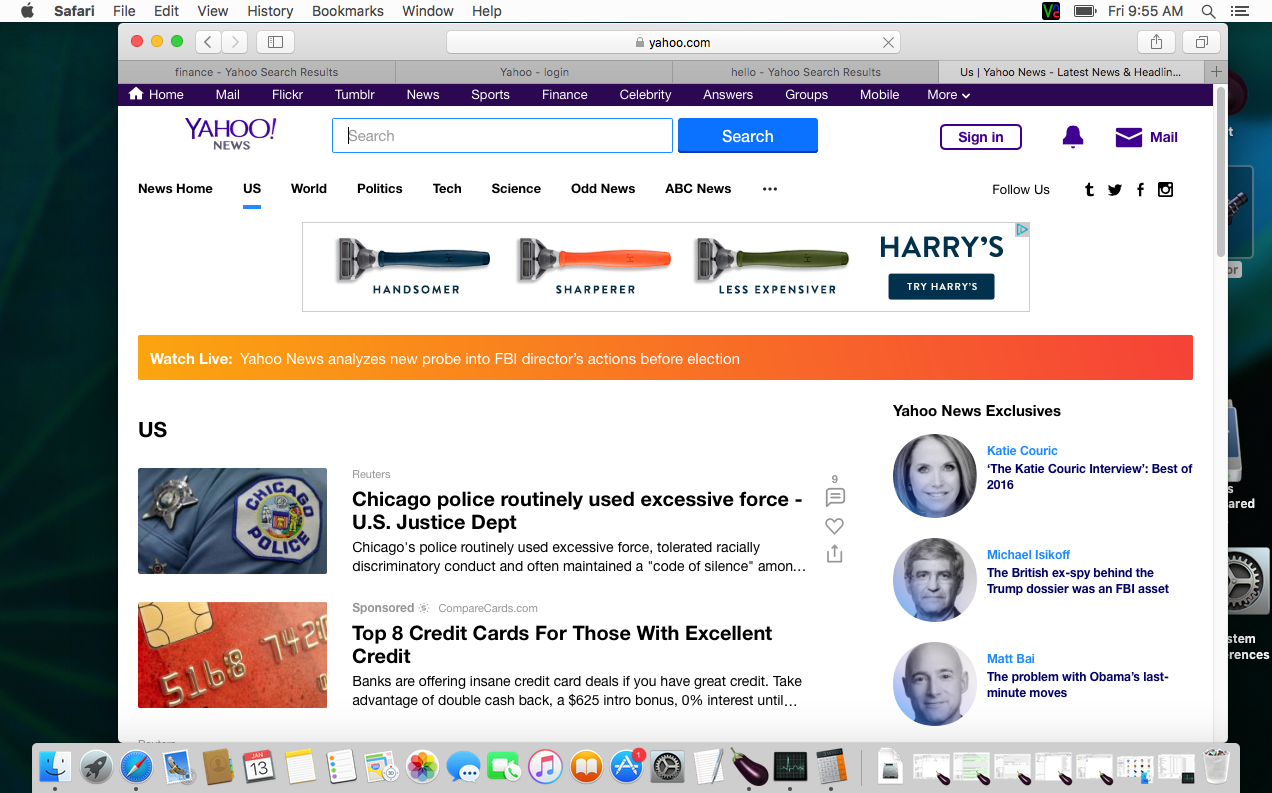 Safari File Edit View History Bookmarks Window Help Fri 9:55 AM
yahoo.com
finance - Yahoo Search Results Yahoo - login hello - Yahoo Search Results Us | Yahoo News - Latest News & Headlin...
Home Mail Flickr Tumblr News Sports Finance Celebrity Answers Groups Mobile More
YAHOO!
NEWS
Search
Search
Sign in
Mail
News Home US World Politics Tech Science Odd News ABC News ••• Follow Us
HANDSOMER SHARPERER LESS EXPENSIVER
HARRY'S
TRY HARRY'S
Watch Live: Yahoo News analyzes new probe into FBI director's actions before election
US
CHICAGO
POLICE
Reuters
Chicago police routinely used excessive force -
U.S. Justice Dept
Chicago's police routinely used excessive force, tolerated racially
discriminatory conduct and often maintained a "code of silence" amon...
9
5168 7420
Sponsored CompareCards.com
Top 8 Credit Cards For Those With Excellent
Credit
Banks are offering insane credit card deals if you have great credit. Take
advantage of double cash back, a $625 intro bonus, 0% interest until...
Reuters
Yahoo News Exclusives
Katie Couric
‘The Katie Couric Interview’: Best of
2016
Michael Isikoff
The British ex-spy behind the
Trump dossier was an FBI asset
Matt Bai
The problem with Obama’s last-
minute moves
JAN
13
1